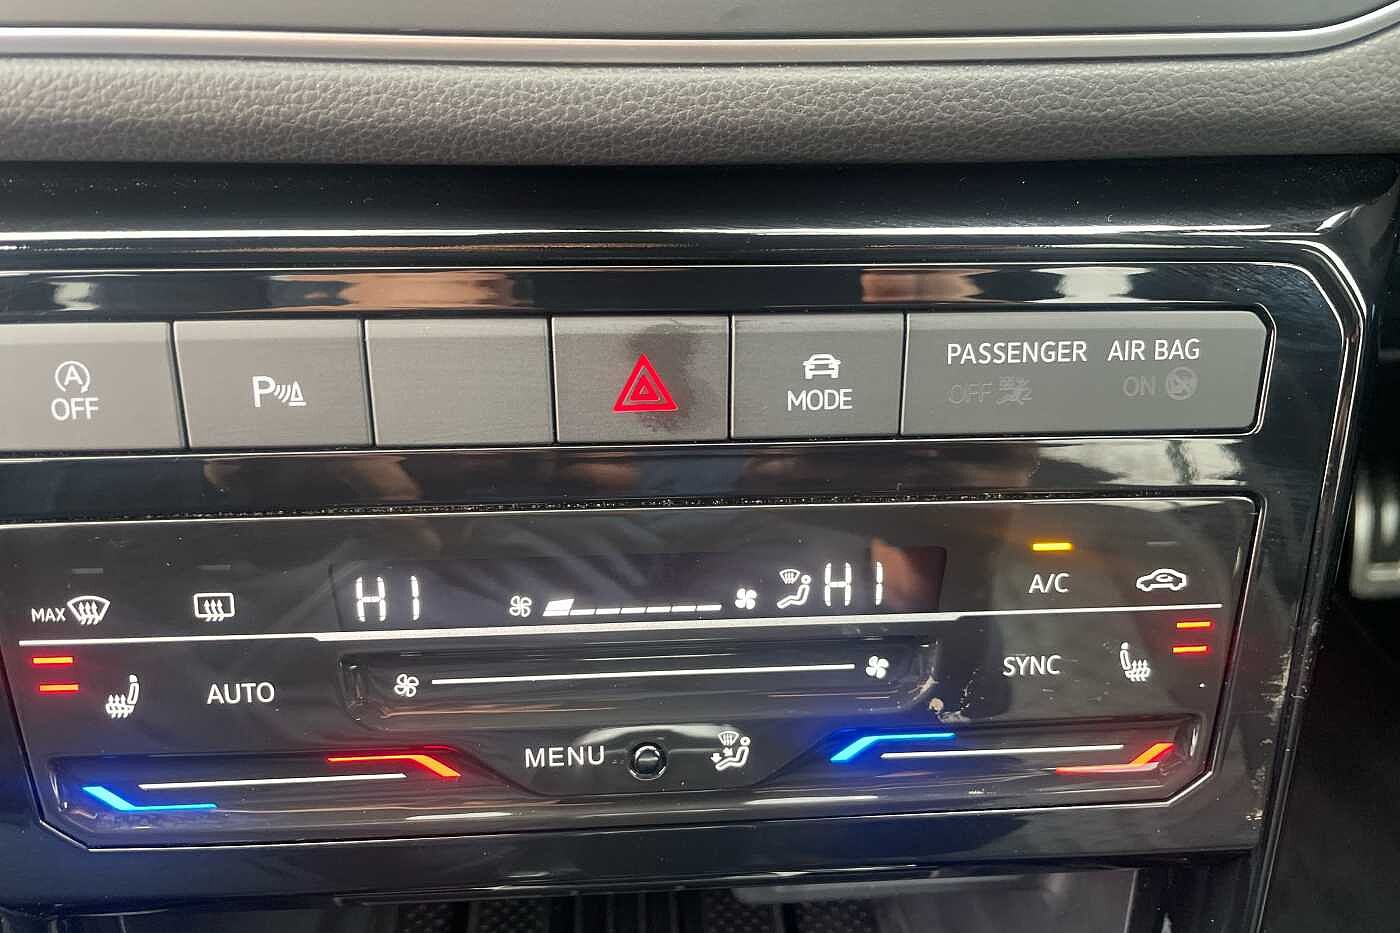 A
OFF
P
MODE
PASSENGER AIR BAG
OFF ON
HI HI
MAX
A/C
AUTO
SYNC
MENU